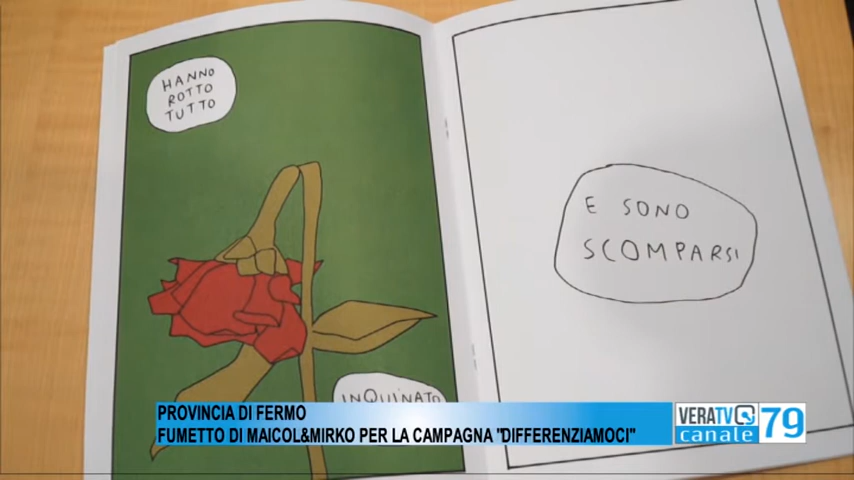 HANNO
ROTTO
TUTTO
INQUINATO
E SONO
SCOMPARSI
PROVINCIA DI FERMO
FUMETTO DI MAICOL&MIRKO PER LA CAMPAGNA "DIFFERENZIAMOCI"
VERATV
canale 79